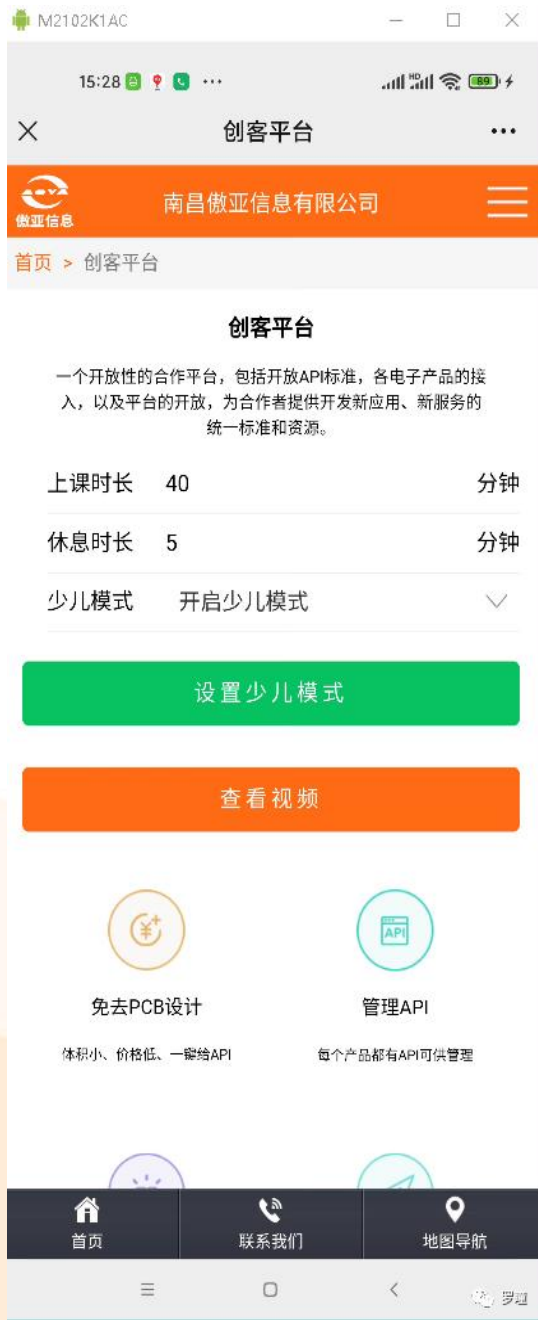 M2102K1AC
15:28
HD
89
创客平台
傲亚信息
南昌傲亚信息有限公司
首页 > 创客平台
创客平台
一个开放性的合作平台，包括开放API标准，各电子产品的接
入，以及平台的开放，为合作者提供开发新应用、新服务的
统一标准和资源。
上课时长 40 分钟
休息时长 5 分钟
少儿模式 开启少儿模式
设置少儿模式
查看视频
API
免去PCB设计 管理API
体积小、价格低、一键给API 每个产品都有API可供管理
首页 联系我们 地图导航